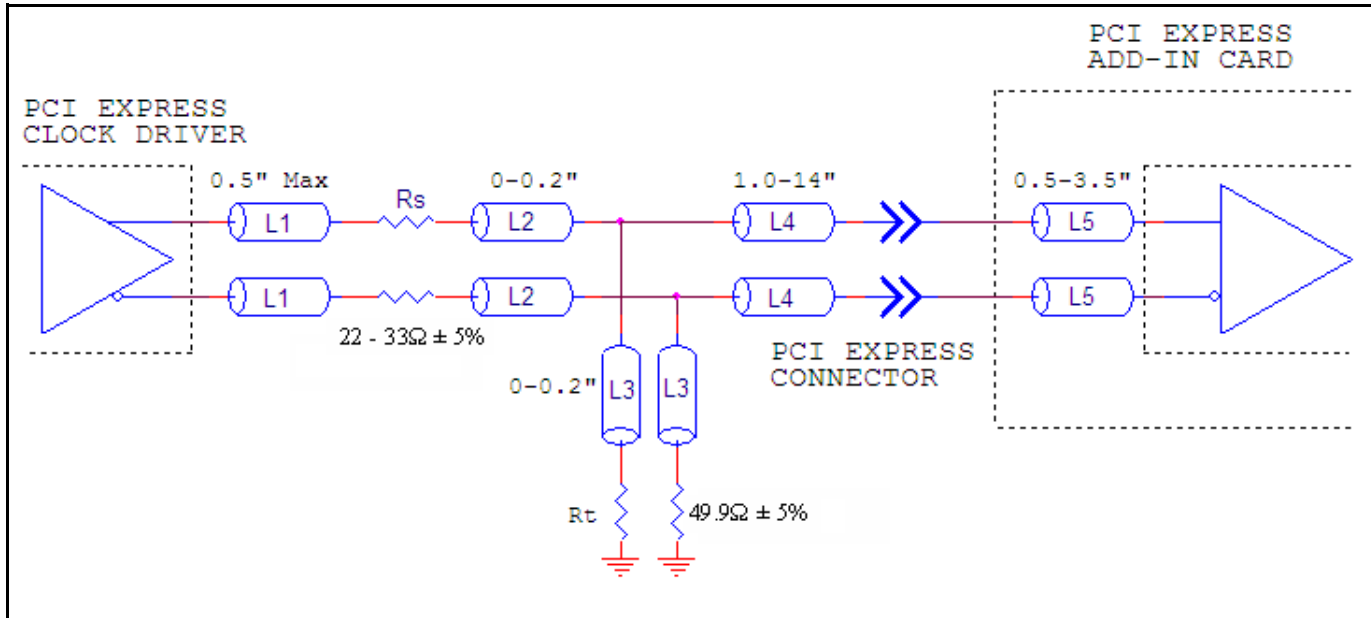 PCI EXPRESS
ADD-IN CARD
PCI EXPRESS
CLOCK DRIVER
0.5" Max
0-0.2"
1.0-14"
0.5-3.5"
Rs
L1
L2
L4
L5
L1
L2
L4
L5
22 - 33Ω ± 5%
PCI EXPRESS
CONNECTOR
0-0.2"
L3
L3
Rt
49.9Ω ± 5%